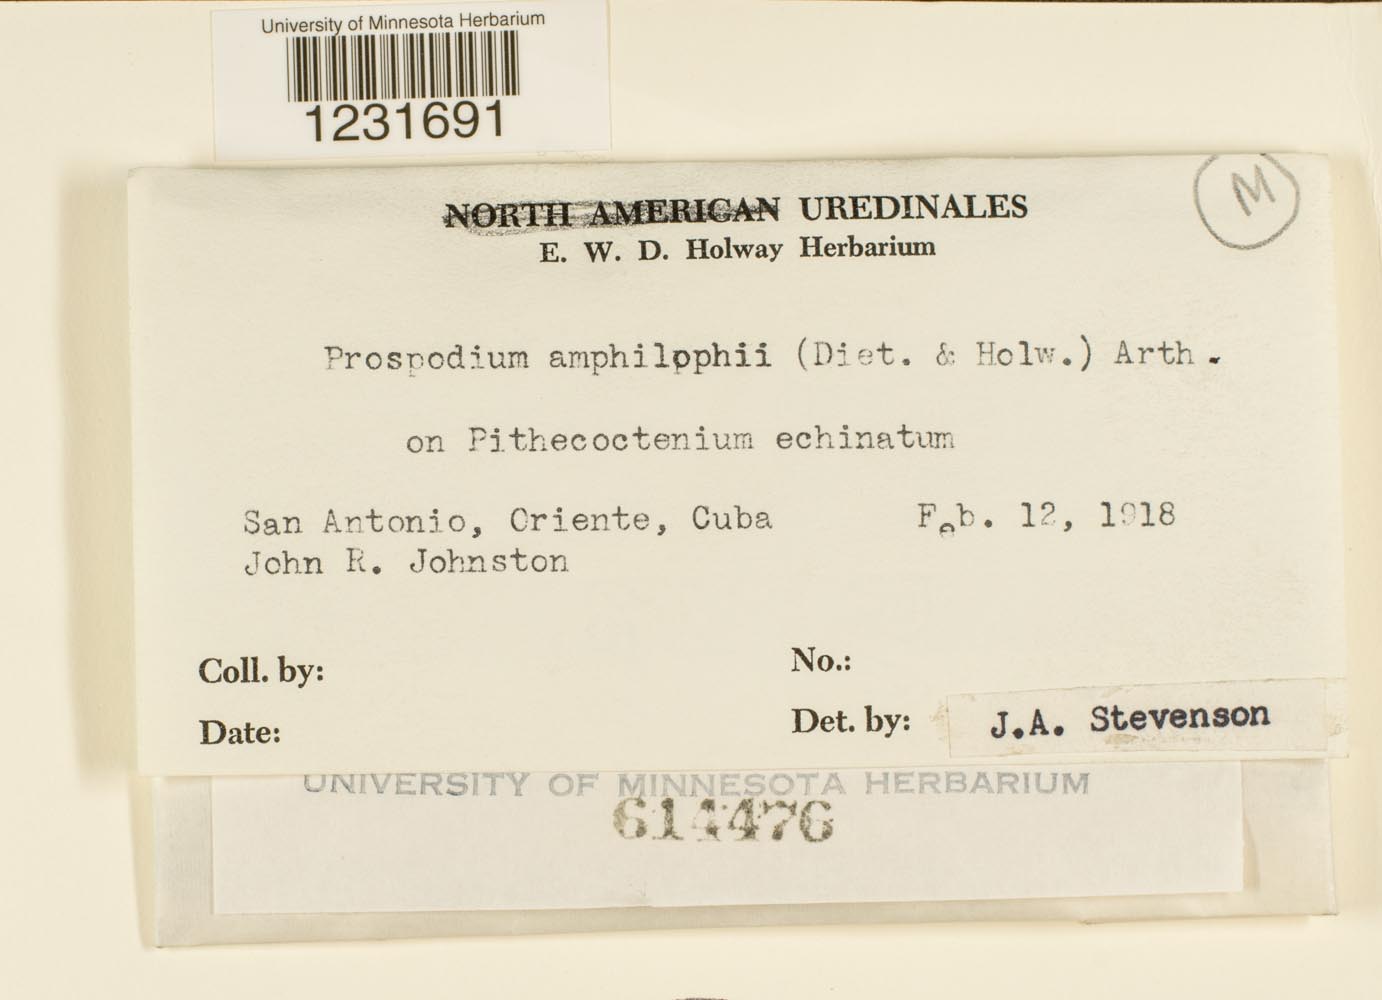 University of Minnesota Herbarium
1231691
NORTH AMERICAN UREDINALES
M
E. W. D. Holway Herbarium
Prospodium amphilophii (Diet. & Holw.) Arth.
on Pithecoctenium echinatum
San Antonio, Oriente, Cuba Feb. 12, 1918
John R. Johnston
Coll. by: No.:
Date: Det. by: J.A. Stevenson
UNIVERSITY OF MINNESOTA HERBARIUM
614476